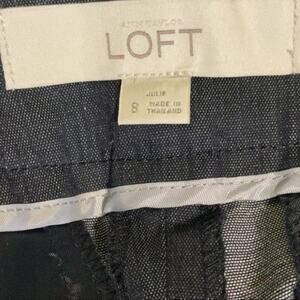 ANN TAYLOR
LOFT
JULIE
8 MADE IN
THAILAND